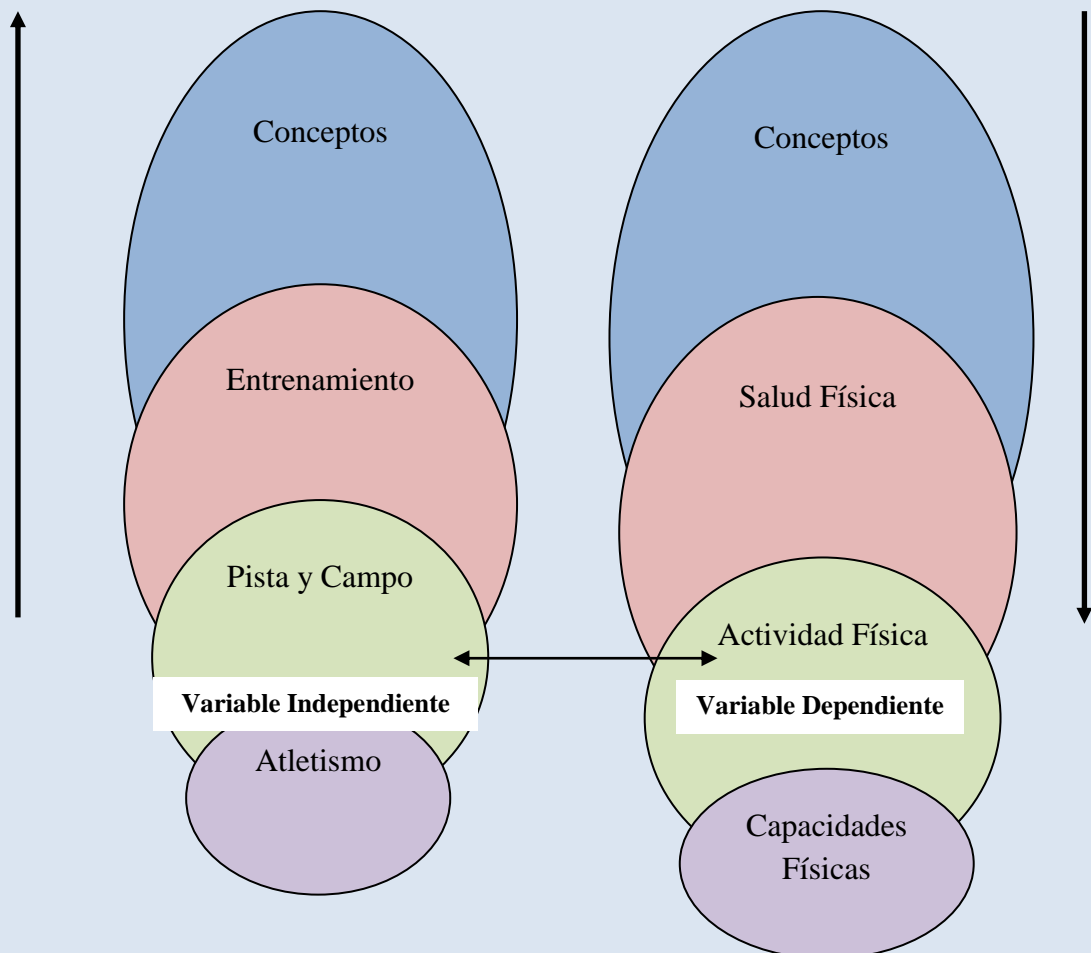 Conceptos
Entrenamiento
Pista y Campo
Variable Independiente
Atletismo
Conceptos
Salud Física
Actividad Física
Variable Dependiente
Capacidades
Físicas